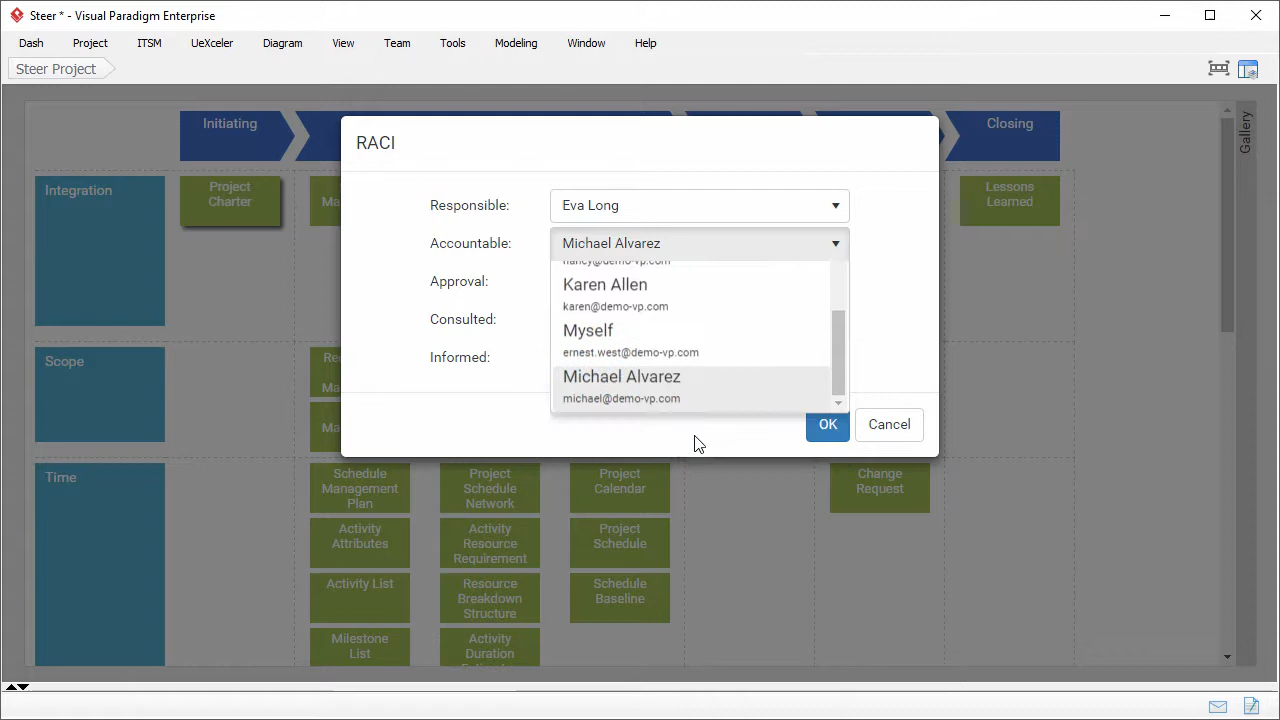 Steer * - Visual Paradigm Enterprise
Dash Project ITSM UeXceler Diagram View Team Tools Modeling Window Help
Steer Project
Gallery
Initiating
Closing
Integration
Project
Charter
Lessons
Learned
Scope
Time
Schedule
Management
Plan
Project
Schedule
Network
Project
Calendar
Change
Request
Activity
Attributes
Activity
Resource
Requirement
Project
Schedule
Activity List
Resource
Breakdown
Structure
Schedule
Baseline
Milestone
List
Activity
Duration
RACI
Responsible: Eva Long
Accountable: Michael Alvarez
Approval:
Consulted:
Informed:
nancy@demo-vp.com
Karen Allen
karen@demo-vp.com
Myself
ernest.west@demo-vp.com
Michael Alvarez
michael@demo-vp.com
OK Cancel